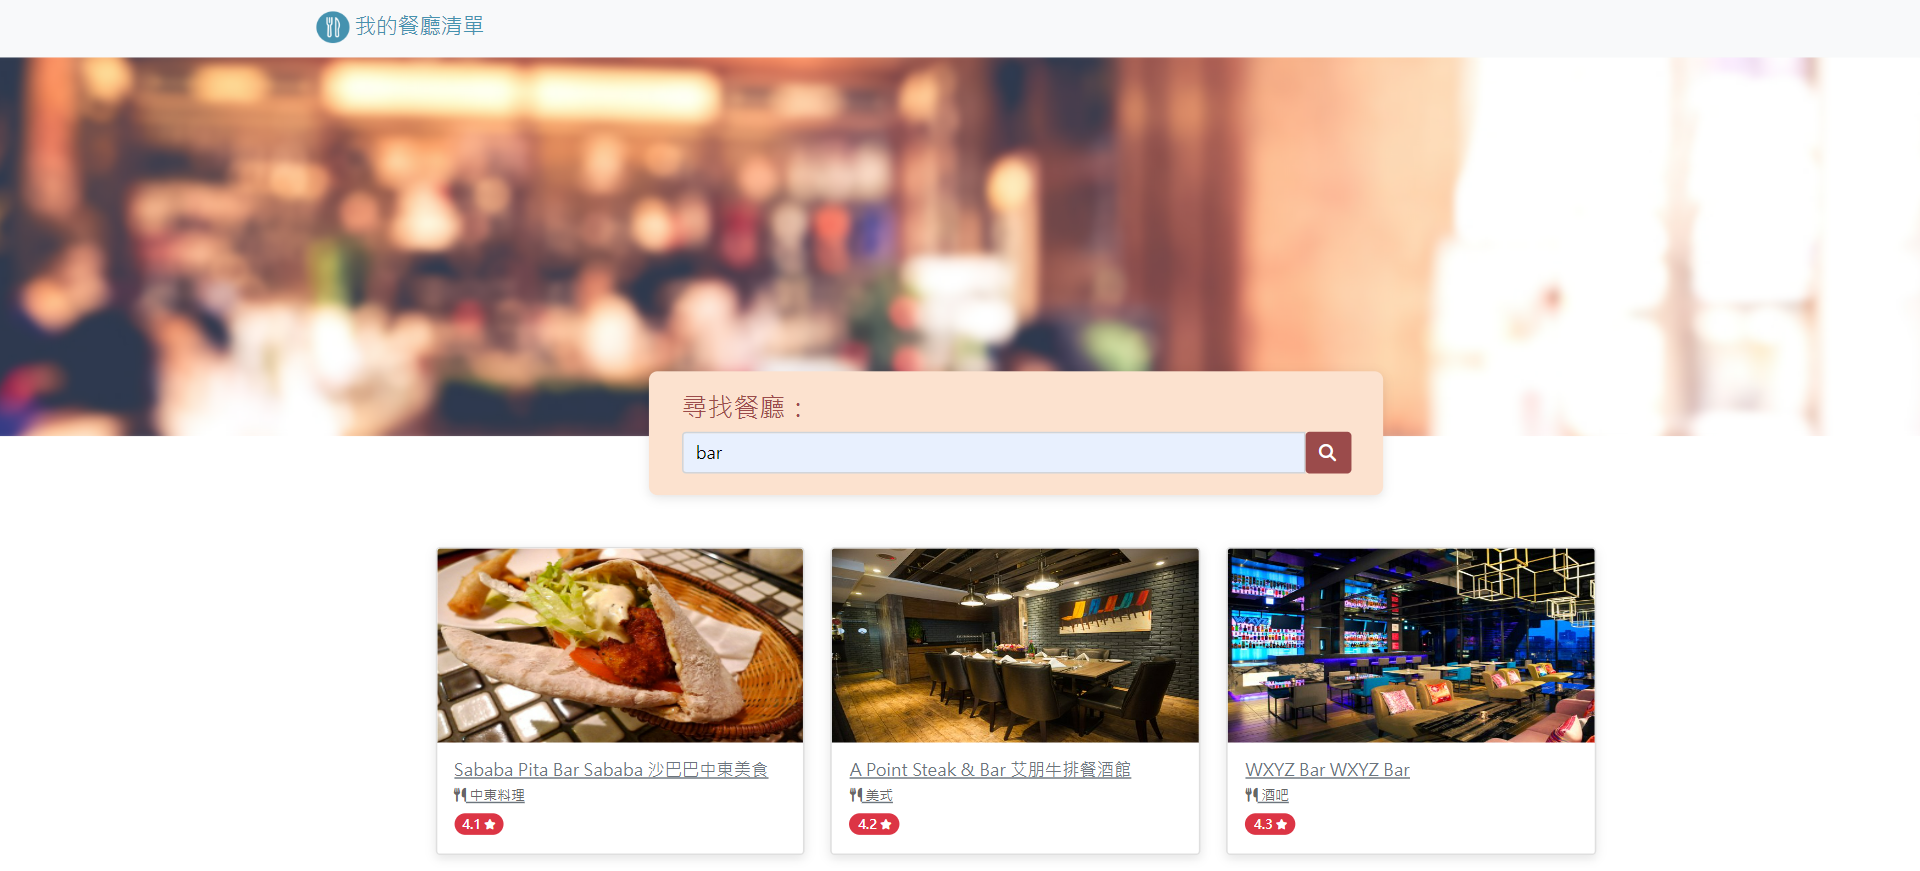 我的餐廳清單
尋找餐廳：
bar
Sababa Pita Bar Sababa 沙巴巴中東美食
中東料理
4.1
A Point Steak & Bar 艾朋牛排餐酒館
美式
4.2
WXYZ Bar WXYZ Bar
酒吧
4.3